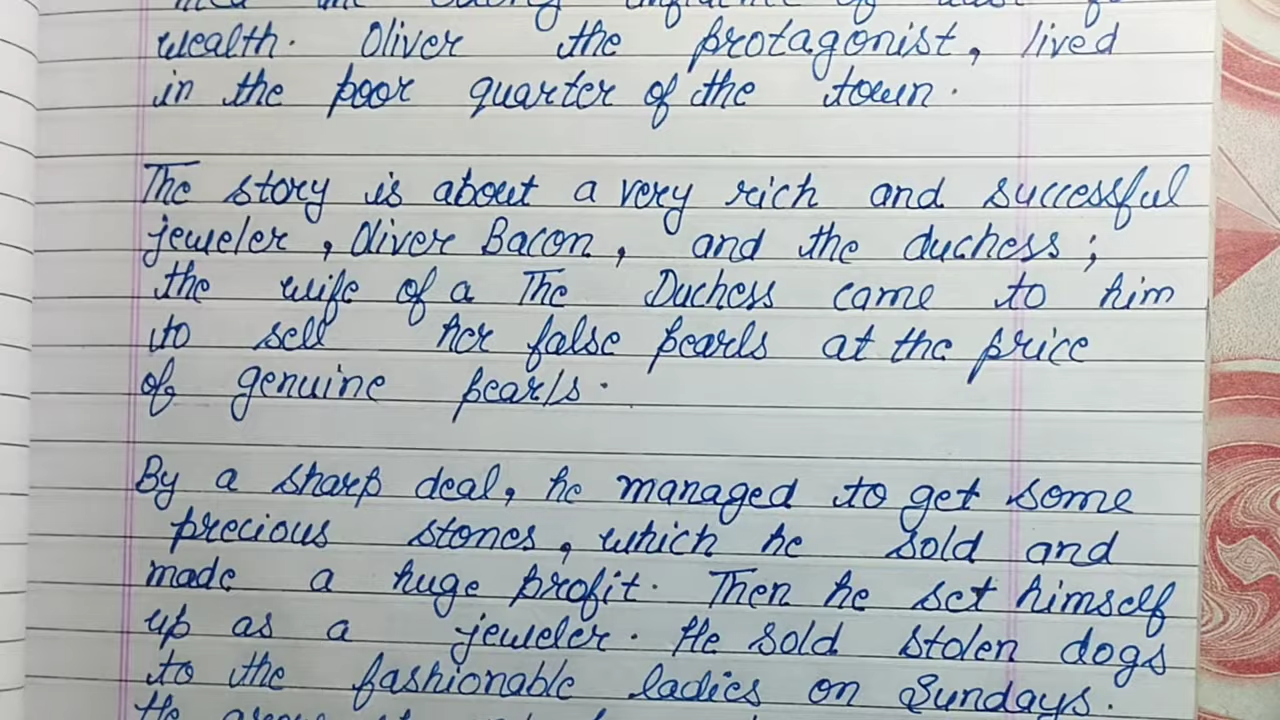 wealth. Oliver the protagonist, lived
in the poor quarter of the town.
The story is about a very rich and successful
jeweler, Oliver Bacon, and the duchess;
the wife of a The Duchess came to him
to sell her false pearls at the price
of genuine pearls.
By a sharp deal, he managed to get some
precious stones, which he sold and
made a huge profit. Then he set himself
up as a jeweler. He sold stolen dogs
to the fashionable ladies on Sundays.
He